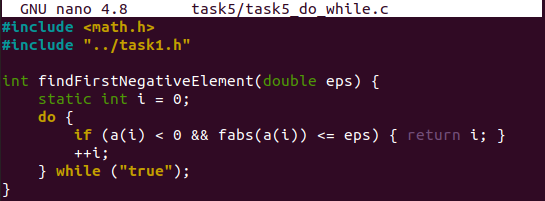 GNU nano 4.8 task5/task5_do_while.c
#include <math.h>
#include "../task1.h"
int findFirstNegativeElement(double eps) {
    static int i = 0;
    do {
        if (a(i) < 0 && fabs(a(i)) <= eps) { return i; }
        ++i;
    } while ("true");
}